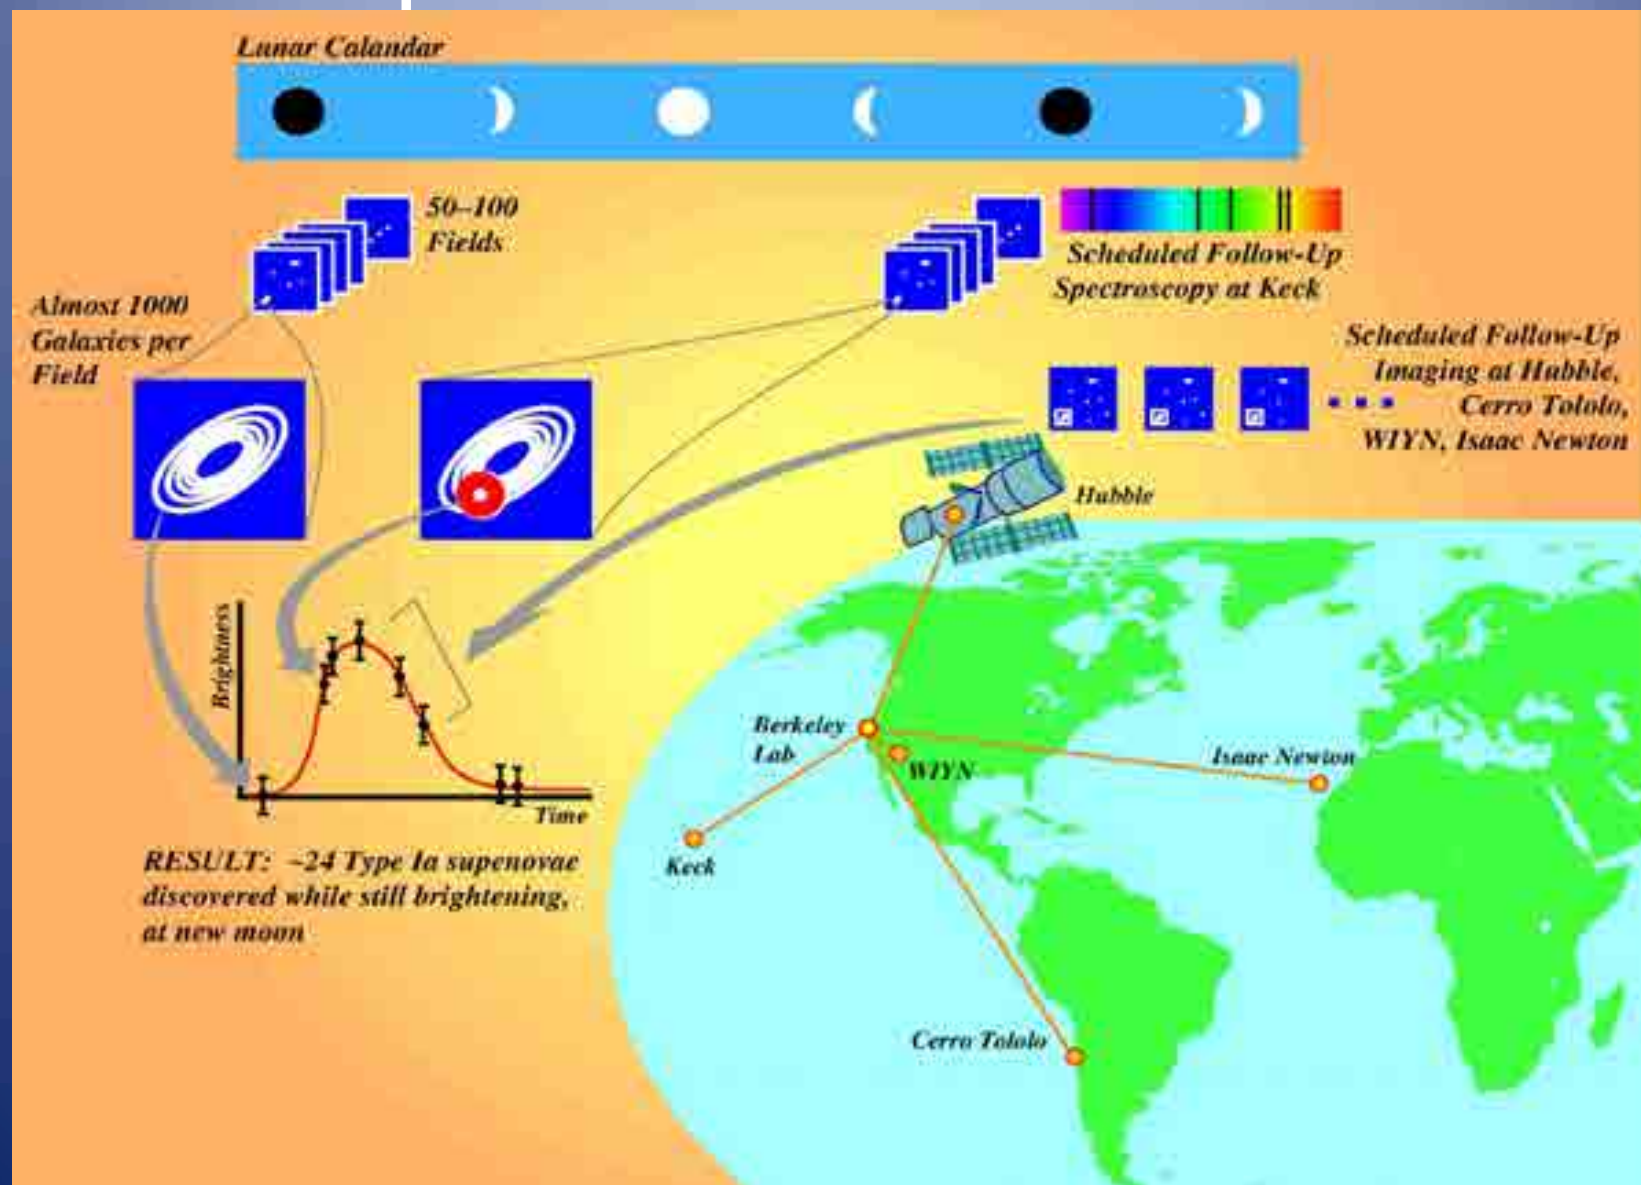 Lunar Calandar
50–100
Fields
Almost 1000
Galaxies per
Field
Scheduled Follow-Up
Spectroscopy at Keck
Scheduled Follow-Up
Imaging at Hubble,
Cerro Tololo,
WIYN, Isaac Newton
Hubble
Brightness
Time
RESULT: ~24 Type Ia supenovae
discovered while still brightening,
at new moon
Berkeley
Lab
WIYN
Isaac Newton
Keck
Cerro Tololo